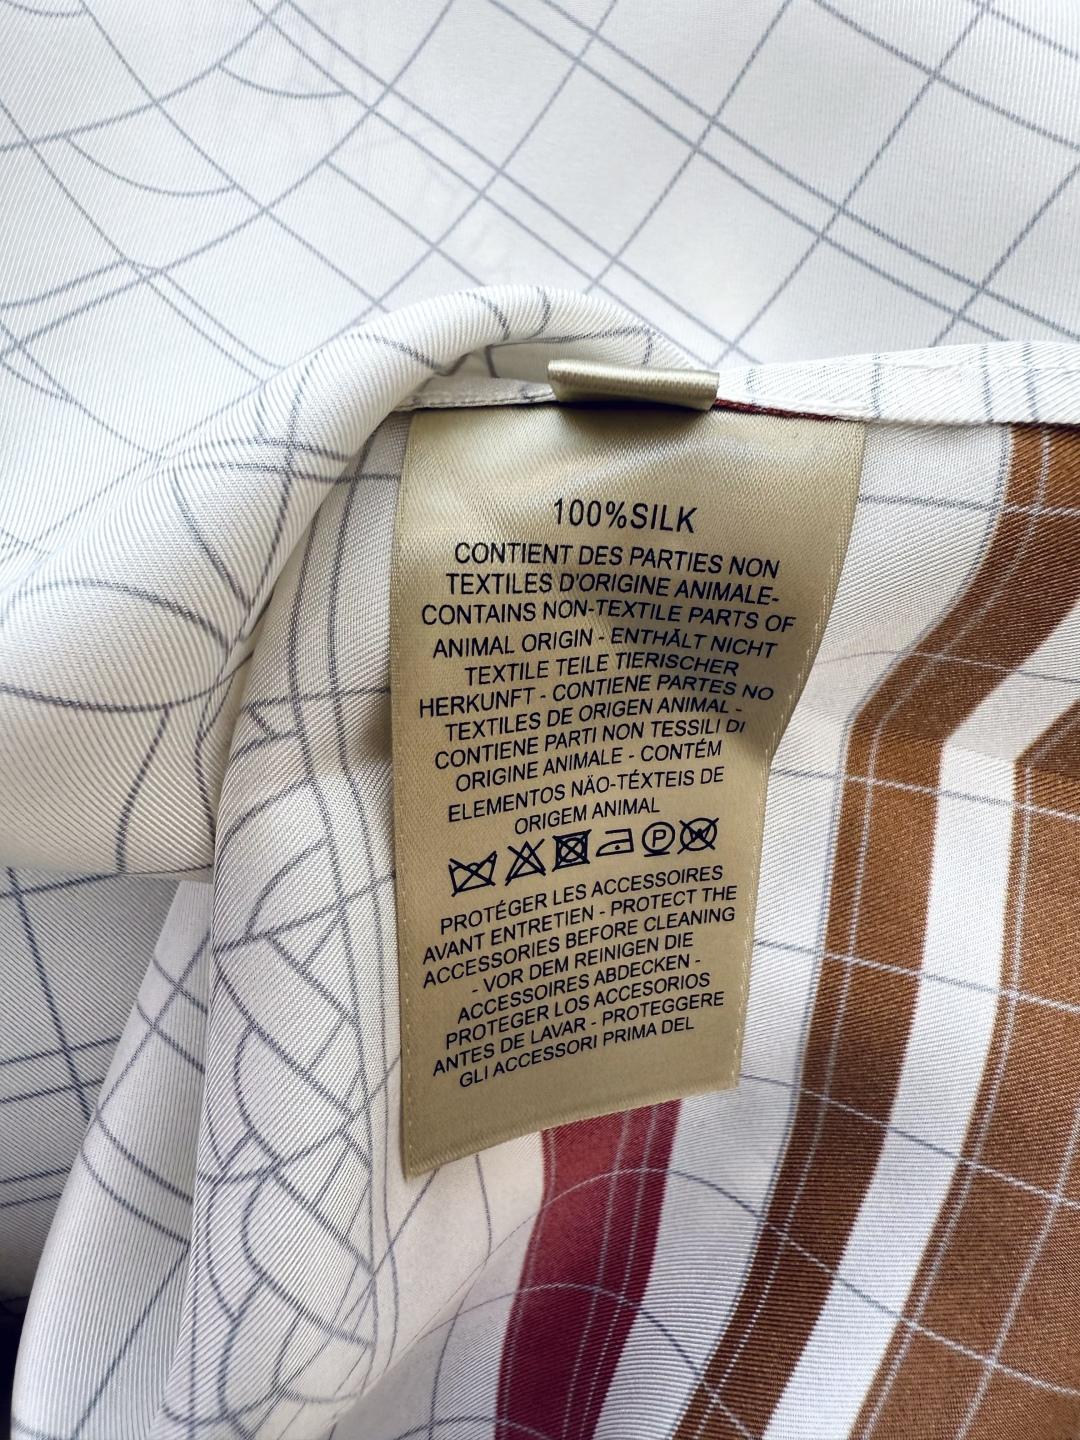 100%SILK
CONTIENT DES PARTIES NON
TEXTILES D'ORIGINE ANIMALE-
CONTAINS NON-TEXTILE PARTS OF
ANIMAL ORIGIN - ENTHÄLT NICHT
TEXTILE TEILE TIERISCHER
HERKUNFT - CONTIENE PARTES NO
TEXTILES DE ORIGEN ANIMAL -
CONTIENE PARTI NON TESSILI DI
ORIGINE ANIMALE - CONTÉM
ELEMENTOS NÄO-TÉXTEIS DE
ORIGEM ANIMAL
P W
PROTÉGER LES ACCESSOIRES
AVANT ENTRETIEN - PROTECT THE
ACCESSORIES BEFORE CLEANING
- VOR DEM REINIGEN DIE
ACCESSOIRES ABDECKEN -
PROTEGER LOS ACCESORIOS
ANTES DE LAVAR - PROTEGGERE
GLI ACCESSORI PRIMA DEL